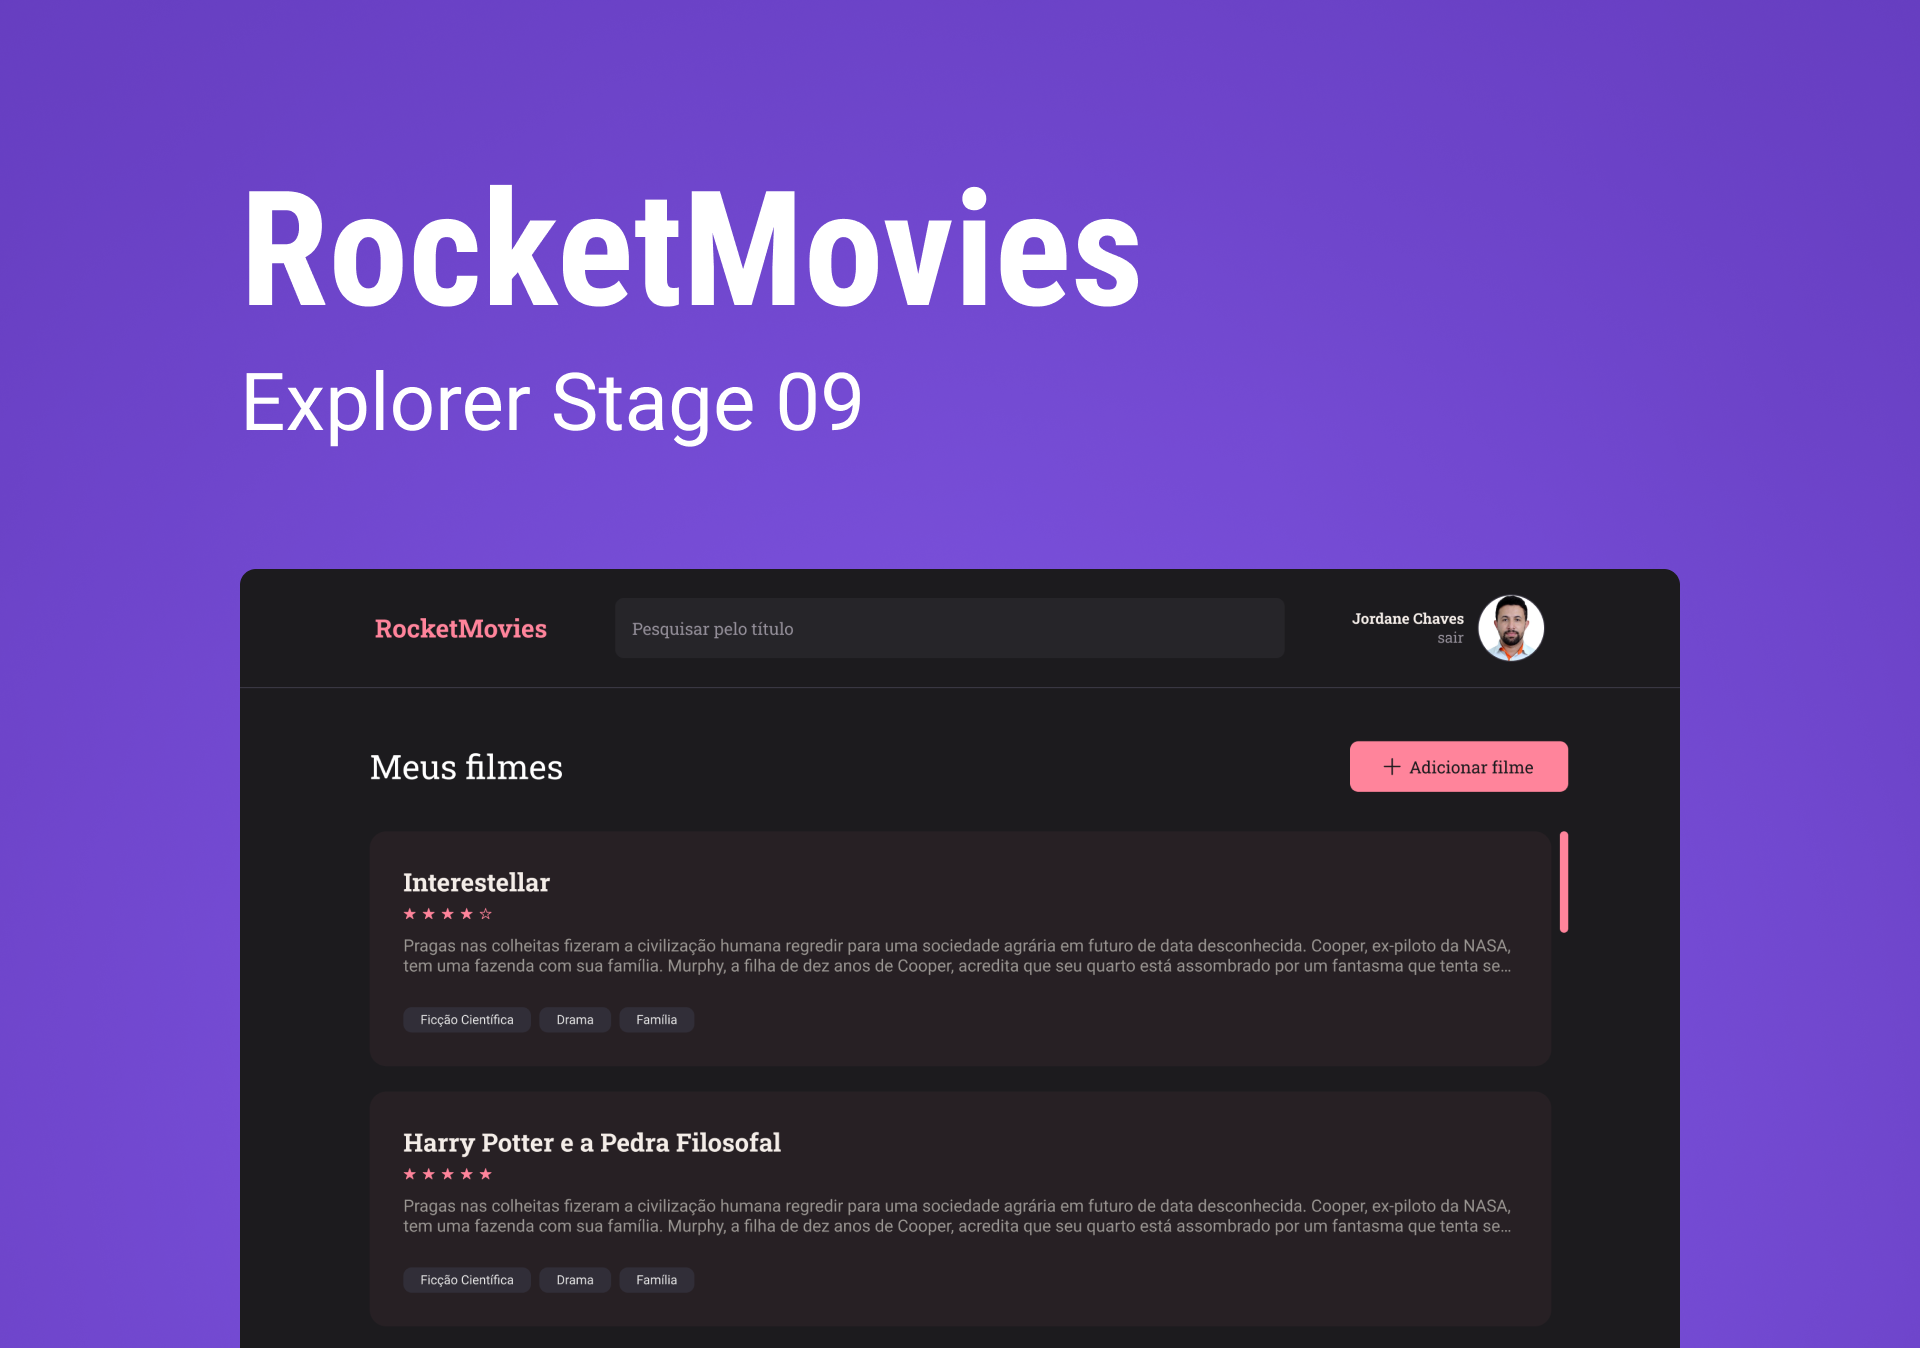 RocketMovies
Explorer Stage 09
RocketMovies
Pesquisar pelo título
Jordane Chaves
sair
Meus filmes
Adicionar filme
Interestellar
Pragas nas colheitas fizeram a civilização humana regredir para uma sociedade agrária em futuro de data desconhecida. Cooper, ex-piloto da NASA,
tem uma fazenda com sua família. Murphy, a filha de dez anos de Cooper, acredita que seu quarto está assombrado por um fantasma que tenta se...
Ficção Científica Drama Família
Harry Potter e a Pedra Filosofal
Pragas nas colheitas fizeram a civilização humana regredir para uma sociedade agrária em futuro de data desconhecida. Cooper, ex-piloto da NASA,
tem uma fazenda com sua família. Murphy, a filha de dez anos de Cooper, acredita que seu quarto está assombrado por um fantasma que tenta se...
Ficção Científica Drama Família